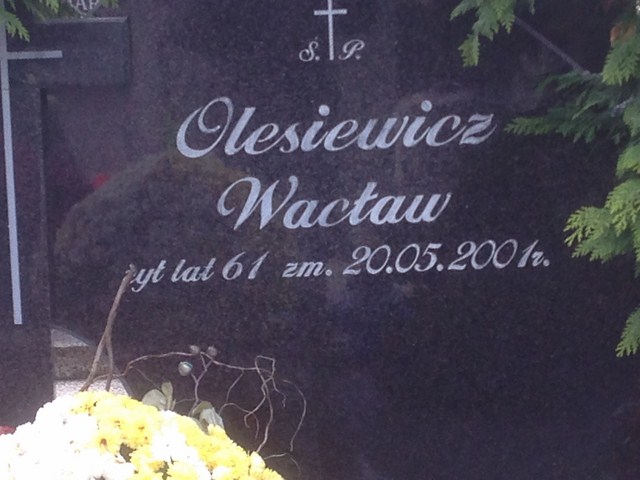 Ś. P.
Olesiewicz
Wacław
żył lat 61 zm. 20.05.2001r.